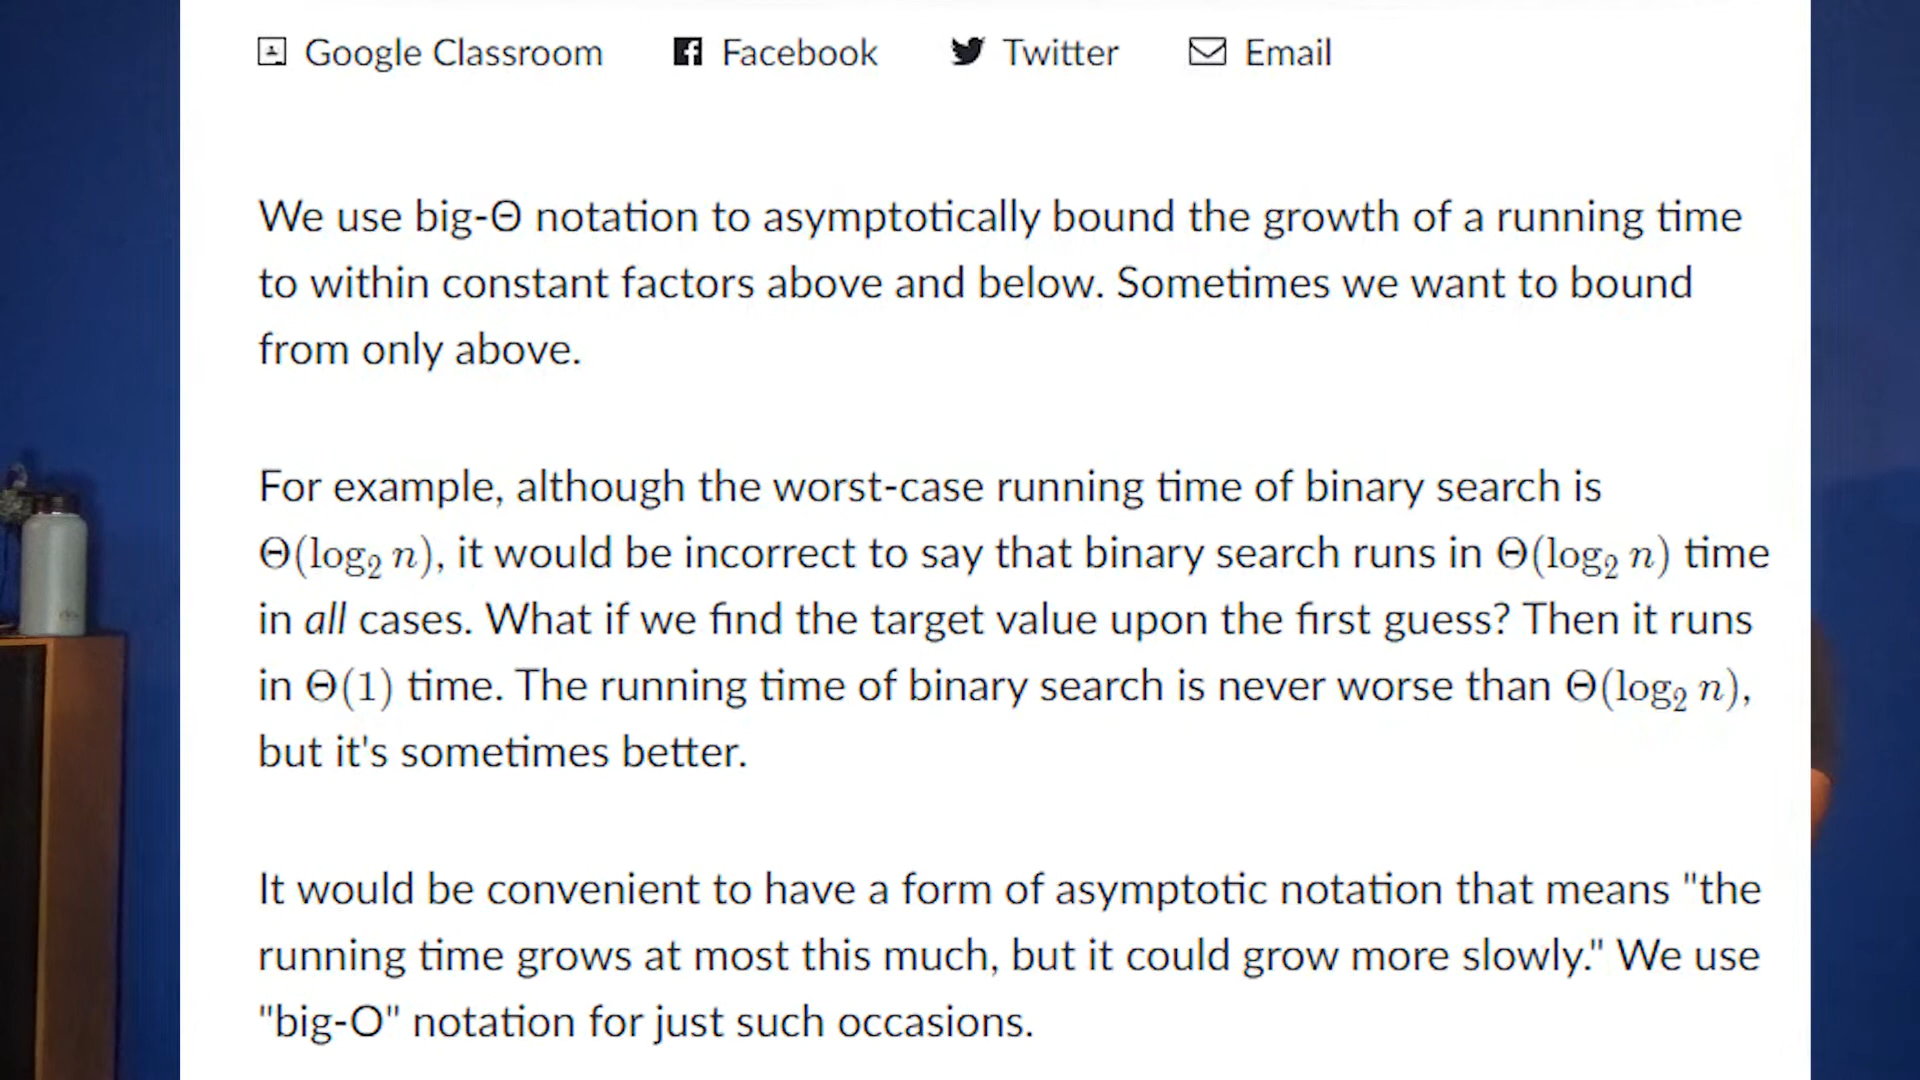 Google Classroom Facebook Twitter Email
We use big-Θ notation to asymptotically bound the growth of a running time
to within constant factors above and below. Sometimes we want to bound
from only above.
For example, although the worst-case running time of binary search is
Θ(log₂ n), it would be incorrect to say that binary search runs in Θ(log₂ n) time
in all cases. What if we find the target value upon the first guess? Then it runs
in Θ(1) time. The running time of binary search is never worse than Θ(log₂ n),
but it's sometimes better.
It would be convenient to have a form of asymptotic notation that means "the
running time grows at most this much, but it could grow more slowly." We use
"big-O" notation for just such occasions.